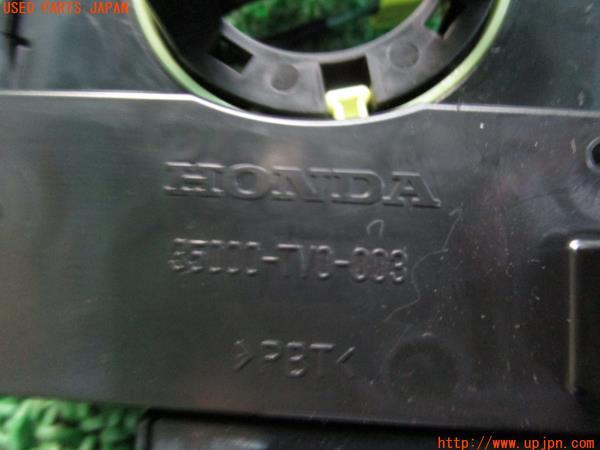 USED PARTS JAPAN
HONDA
35000-TV0-003
>PBT<
http://www.upjpn.com